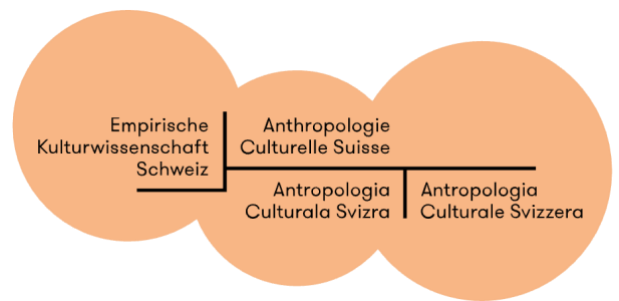 Empirische
Kulturwissenschaft
Schweiz
Anthropologie
Culturelle Suisse
Antropologia
Culturala Svizra
Antropologia
Culturale Svizzera